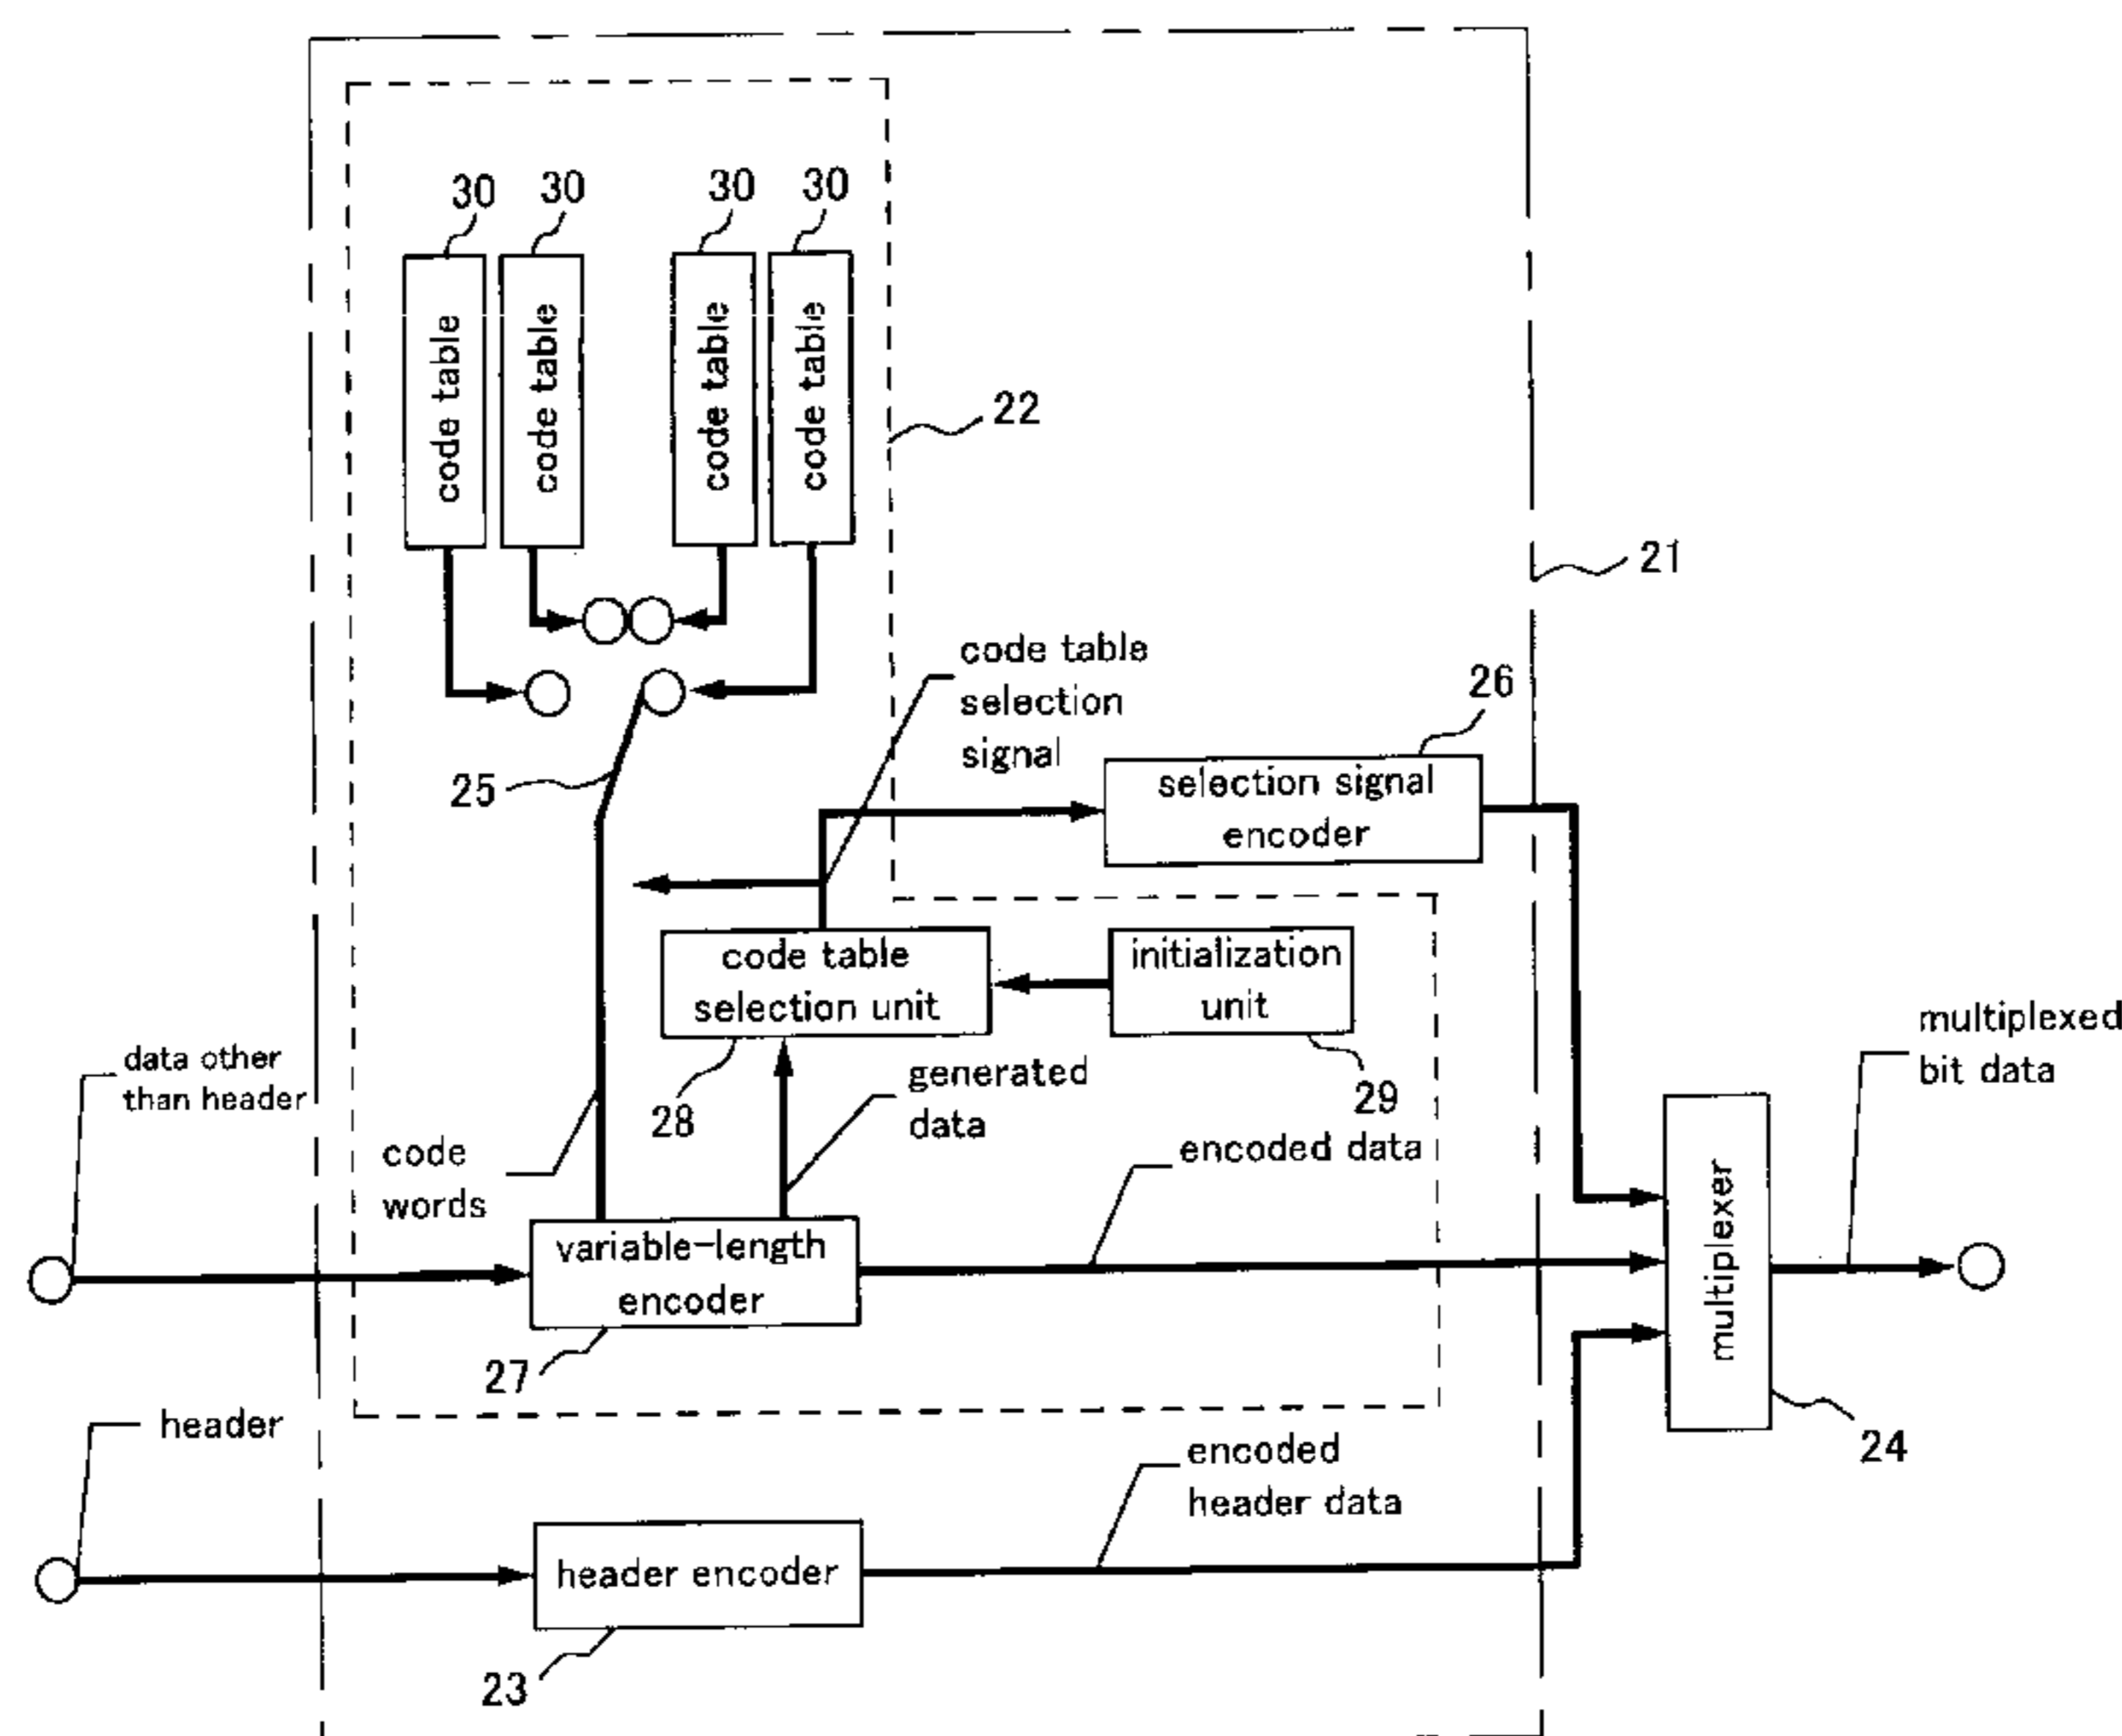 30
30
30
30
code table
code table
code table
code table
22
21
code table
selection
signal
26
25
selection signal
encoder
code table
selection unit
initialization
unit
multiplexed
bit data
data other
than header
28
generated
data
29
code
words
encoded data
variable-length
encoder
multiplexer
27
header
24
encoded
header data
header encoder
23